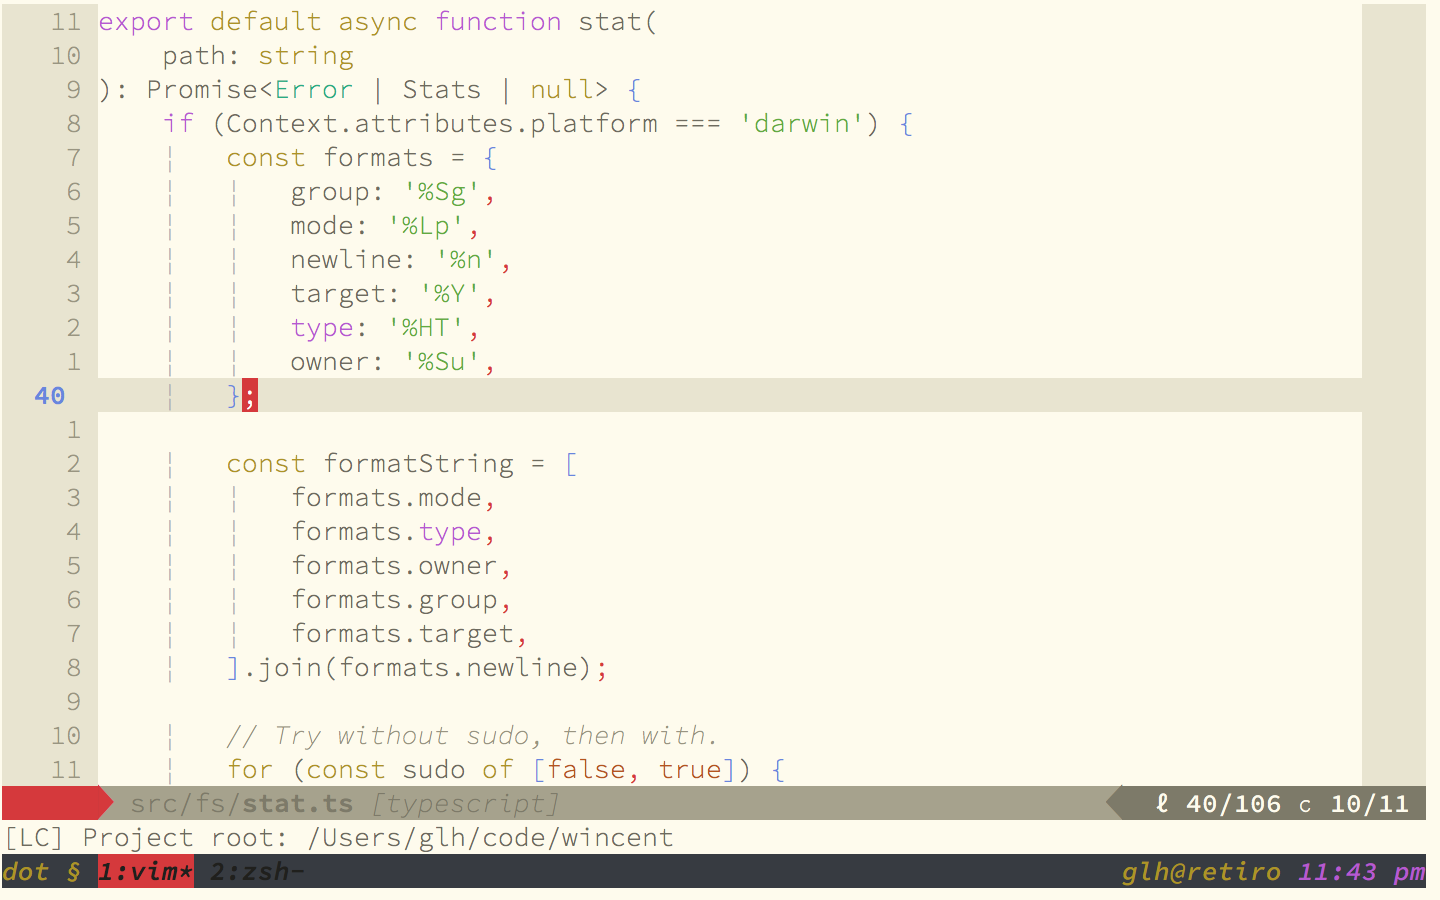 11 export default async function stat(
10     path: string
9 ): Promise<Error | Stats | null> {
8     if (Context.attributes.platform === 'darwin') {
7     ¦   const formats = {
6     ¦   ¦   group: '%Sg',
5     ¦   ¦   mode: '%Lp',
4     ¦   ¦   newline: '%n',
3     ¦   ¦   target: '%Y',
2     ¦   ¦   type: '%HT',
1     ¦   ¦   owner: '%Su',
40     ¦   };
1
2     ¦   const formatString = [
3     ¦   ¦   formats.mode,
4     ¦   ¦   formats.type,
5     ¦   ¦   formats.owner,
6     ¦   ¦   formats.group,
7     ¦   ¦   formats.target,
8     ¦   ].join(formats.newline);
9
10     ¦   // Try without sudo, then with.
11     ¦   for (const sudo of [false, true]) {
src/fs/stat.ts [typescript] ℓ 40/106 c 10/11
[LC] Project root: /Users/glh/code/wincent
dot § 1:vim* 2:zsh- glh@retiro 11:43 pm